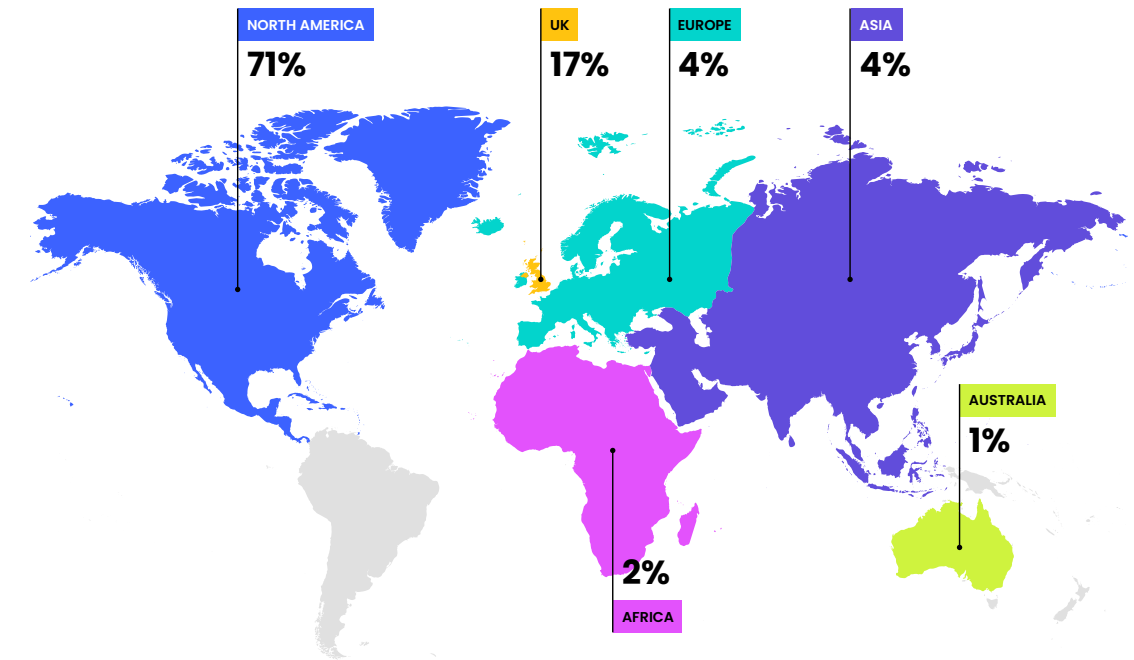 NORTH AMERICA
71%
UK
17%
EUROPE
4%
ASIA
4%
AUSTRALIA
1%
2%
AFRICA